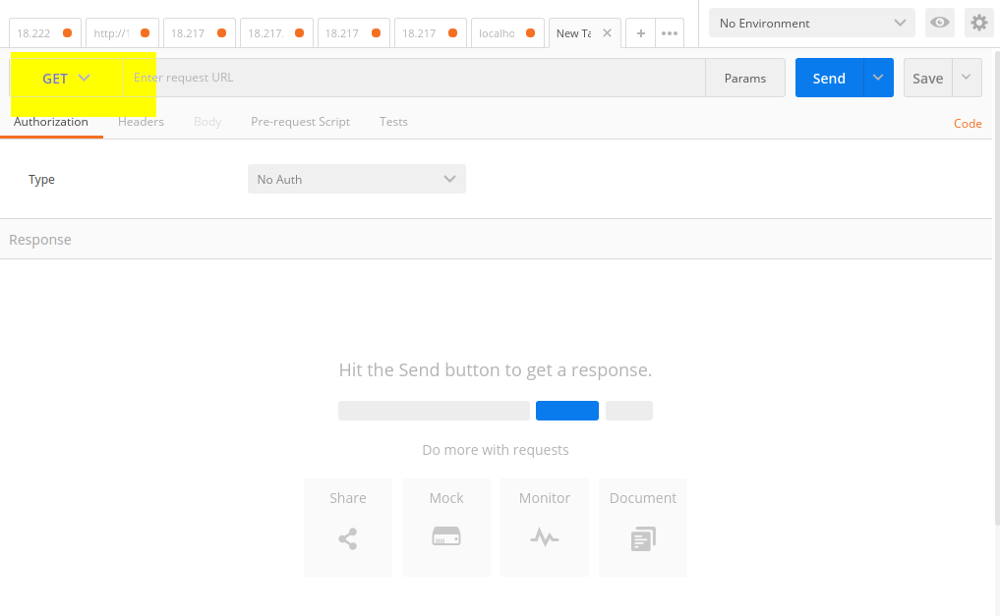 18.222 http:// 18.217 18.217. 18.217 18.217 localho New Ta No Environment
GET Enter request URL Params Send Save
Authorization Headers Body Pre-request Script Tests Code
Type No Auth
Response
Hit the Send button to get a response.
Do more with requests
Share Mock Monitor Document